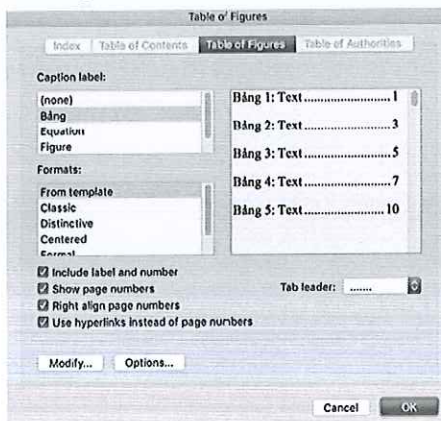 Table of Figures
Index Table of Contents Table of Figures Table of Authorities
Caption label:
(none)
Bảng
Equation
Figure
Formats:
From template
Classic
Distinctive
Centered
Formal
Bảng 1: Text..............................1
Bảng 2: Text..............................3
Bảng 3: Text..............................5
Bảng 4: Text..............................7
Bảng 5: Text............................10
Include label and number
Show page numbers
Right align page numbers
Use hyperlinks instead of page numbers
Tab leader: .......
Modify... Options...
Cancel OK